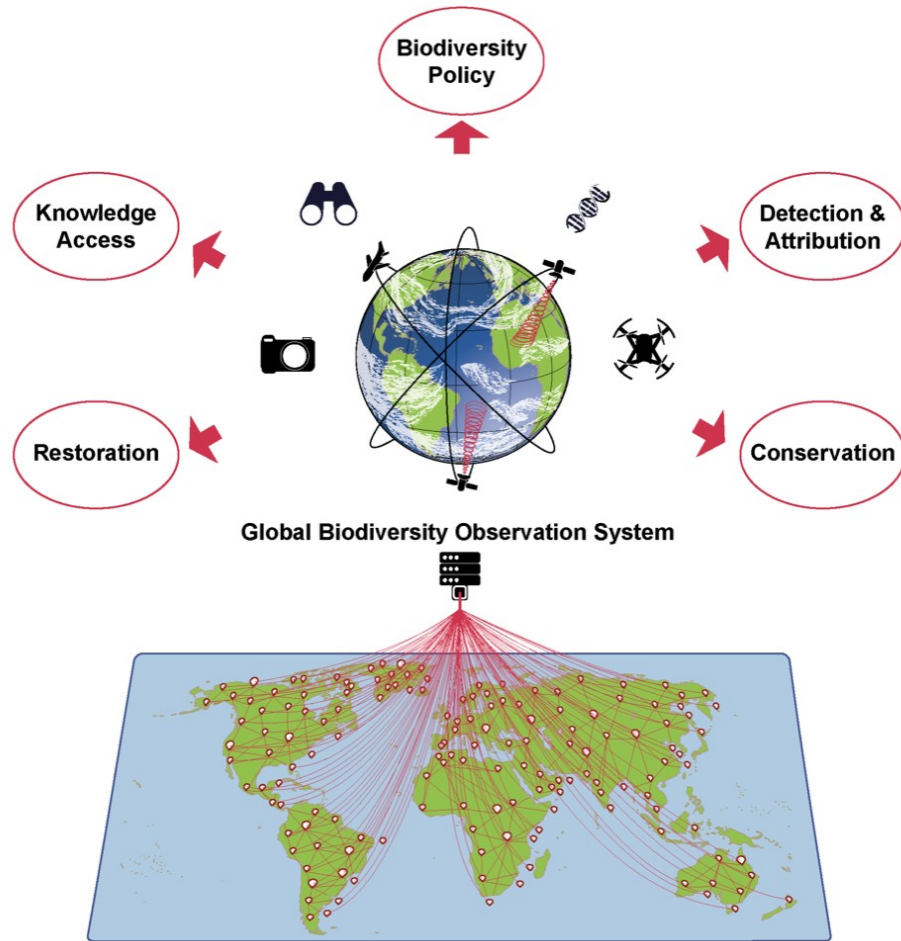 Biodiversity
Policy
Knowledge
Access
Detection &
Attribution
Restoration
Conservation
Global Biodiversity Observation System